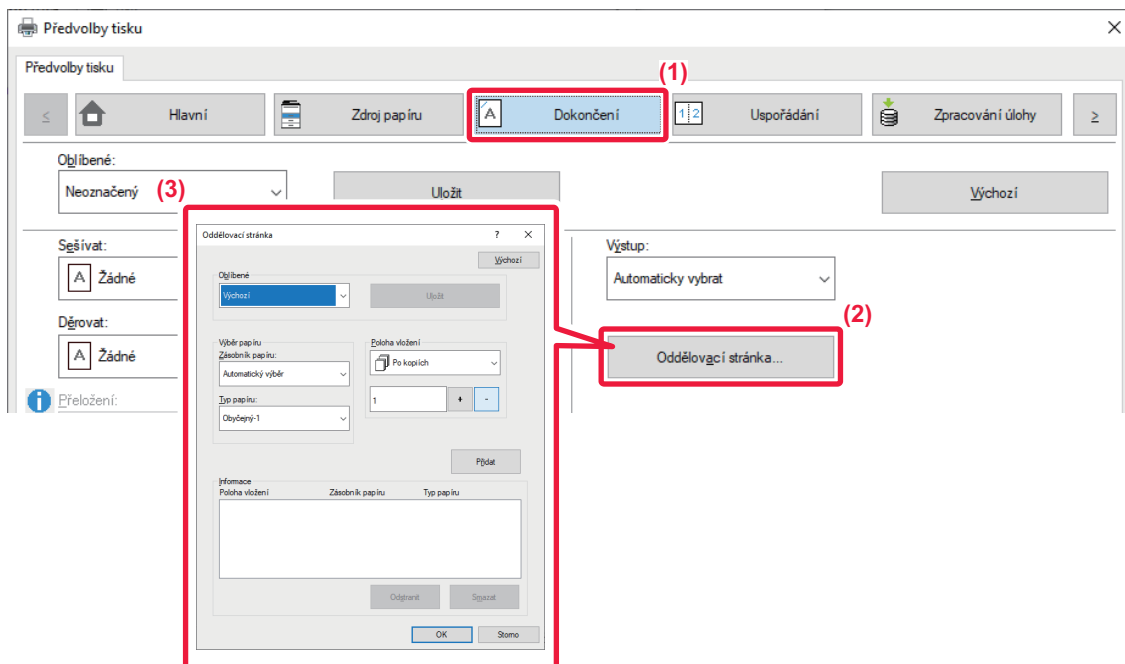 Předvolby tisku
Předvolby tisku
(1)
≤ Hlavní Zdroj papíru A Dokončení 1 2 Uspořádání Zpracování úlohy ≥
Oblíbené:
Neoznačený (3) Uložit Výchozí
Sešívat:
A Žádné
Děrovat:
A Žádné
Přeložení:
Oddělovací stránka ?
Výchozí
Oblíbené
Výchozí Uložit
Výběr papíru
Zásobník papíru:
Automatický výběr
Typ papíru:
Obyčejný-1
Poloha vložení
Po kopiích
1 + -
Přidat
Informace
Poloha vložení Zásobník papíru Typ papíru
Odstranit Smazat
OK Storno
Výstup:
Automaticky vybrat
(2)
Oddělovací stránka...